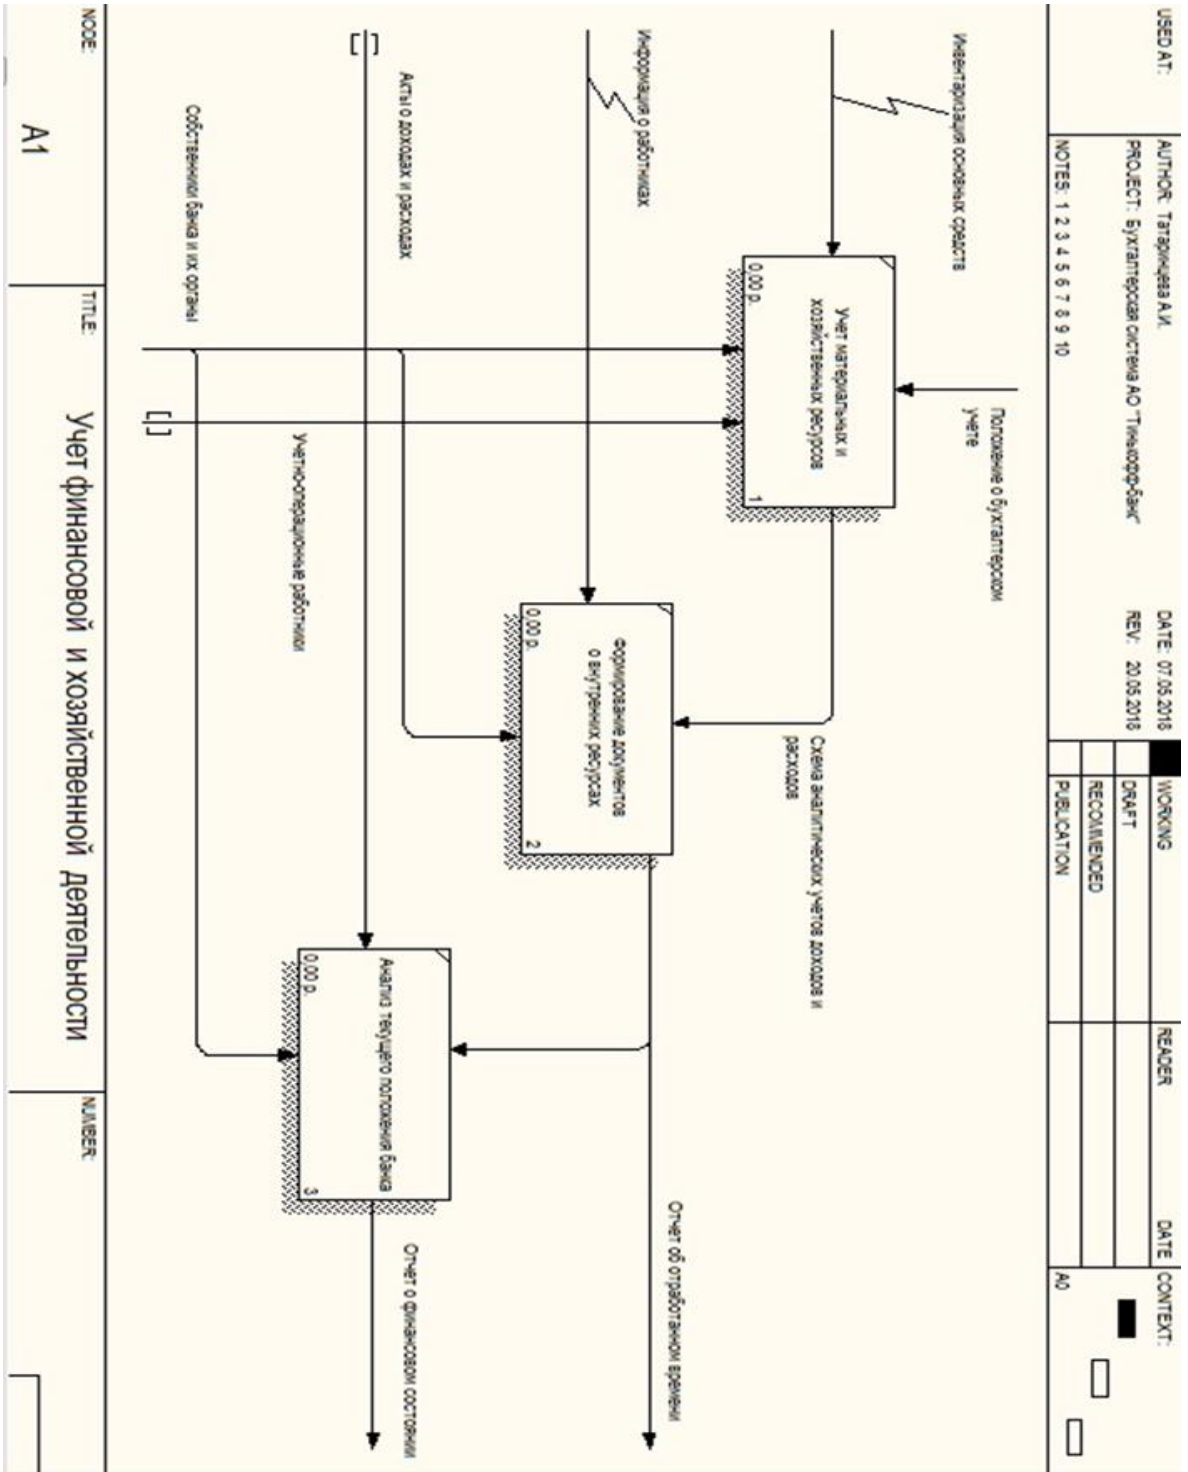 USED AT:
AUTHOR: Татаринцева А.И.
PROJECT: Бухгалтерская система АО "Тинькофф-банк"
NOTES: 1 2 3 4 5 6 7 8 9 10
DATE: 07.05.2018
REV: 20.05.2018
WORKING
DRAFT
RECOMMENDED
PUBLICATION
READER
DATE
CONTEXT:
A0
Инвентаризация основных средств
Положение о бухгалтерском
учете
Учет материальных и
хозяйственных ресурсов
0,00 р.
1
Информация о работниках
Схема аналитических учетов доходов и
расходов
Формирование документов
о внутренних ресурсах
0,00 р.
2
Отчет об отработанном времени
Акты о доходах и расходах
Анализ текущего положения банка
0,00 р.
3
Отчет о финансовом состоянии
Учетно-операционные работники
Собственники банка и их органы
NODE:
A1
TITLE:
Учет финансовой и хозяйственной деятельности
NUMBER: